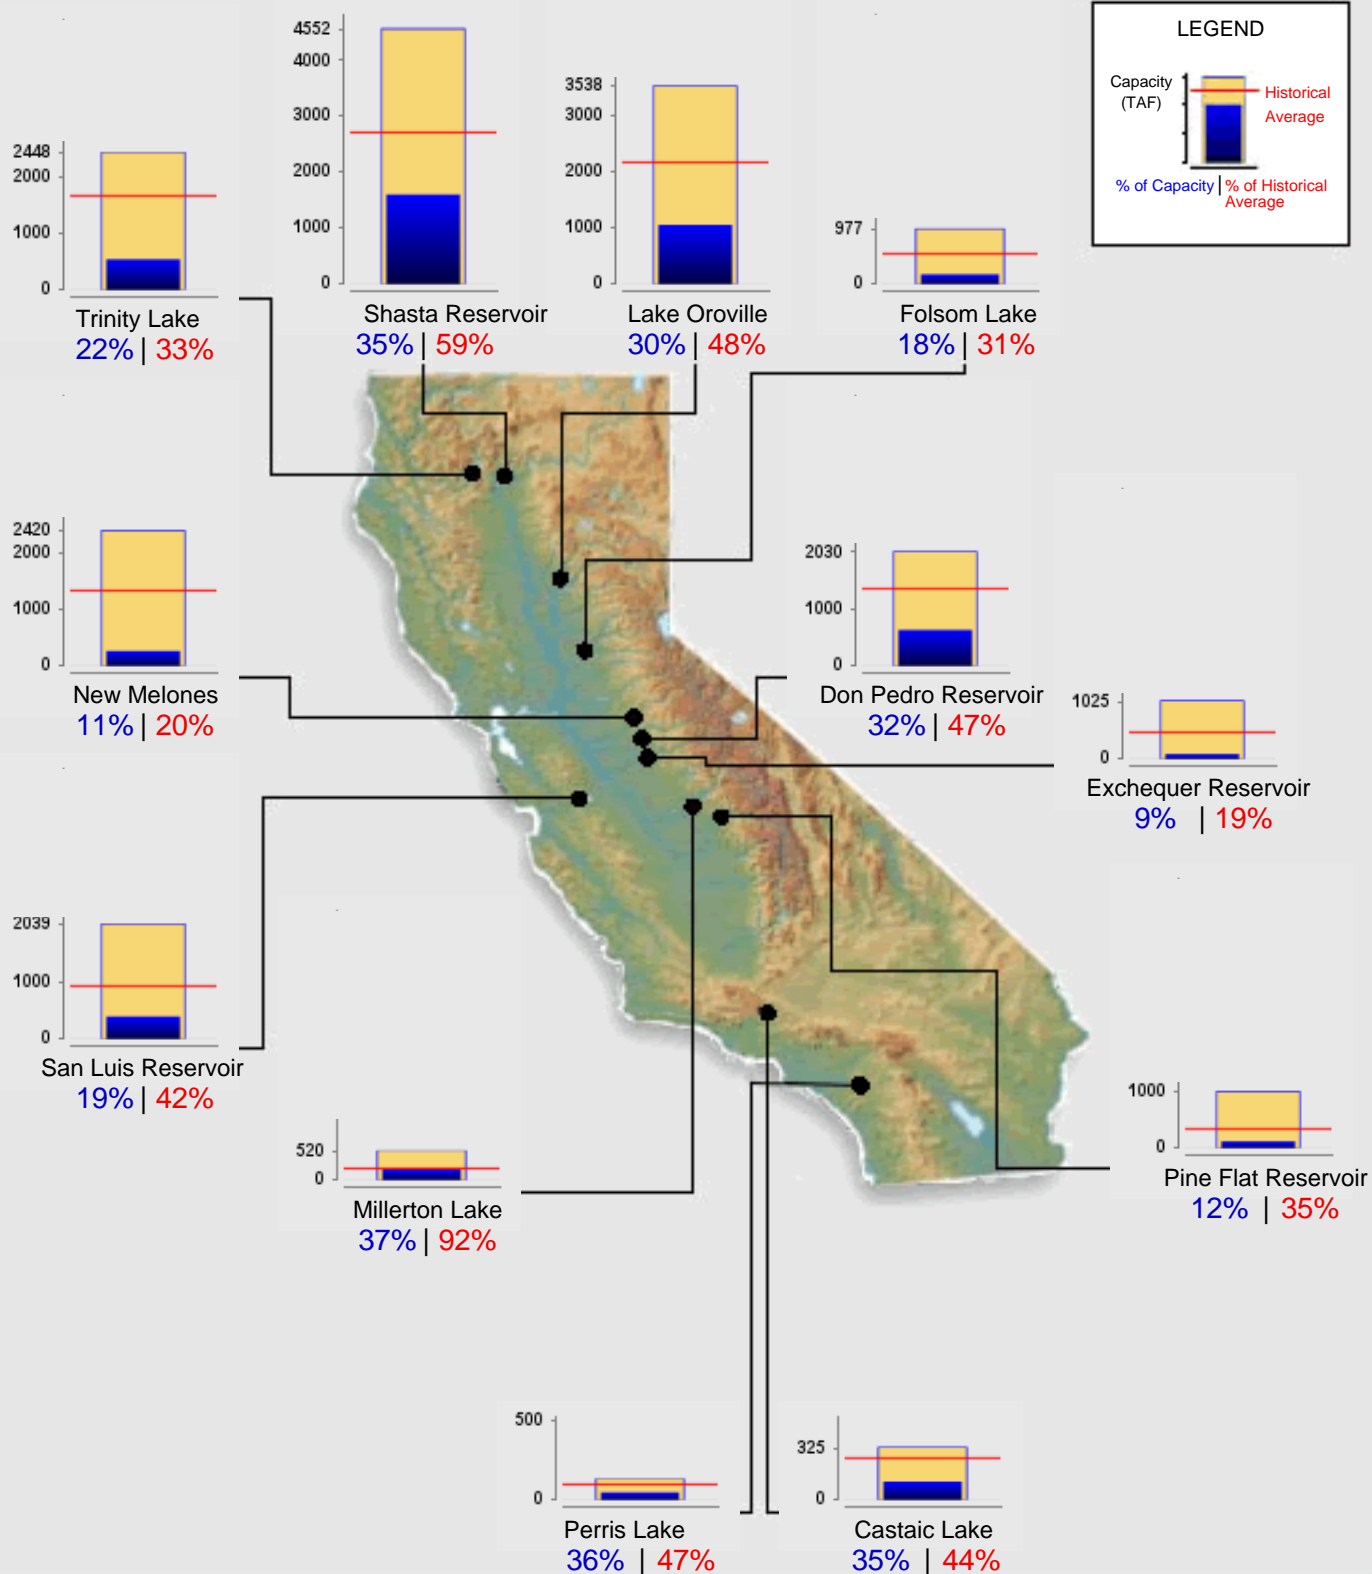 LEGEND
Capacity
(TAF)
Historical
Average
% of Capacity | % of Historical
Average
2448
2000
1000
0
Trinity Lake
22% | 33%
4552
4000
3000
2000
1000
0
Shasta Reservoir
35% | 59%
3538
3000
2000
1000
0
Lake Oroville
30% | 48%
977
0
Folsom Lake
18% | 31%
2420
2000
1000
0
New Melones
11% | 20%
2030
1000
0
Don Pedro Reservoir
32% | 47%
1025
0
Exchequer Reservoir
9% | 19%
2039
1000
0
San Luis Reservoir
19% | 42%
520
0
Millerton Lake
37% | 92%
1000
0
Pine Flat Reservoir
12% | 35%
500
0
Perris Lake
36% | 47%
325
0
Castaic Lake
35% | 44%